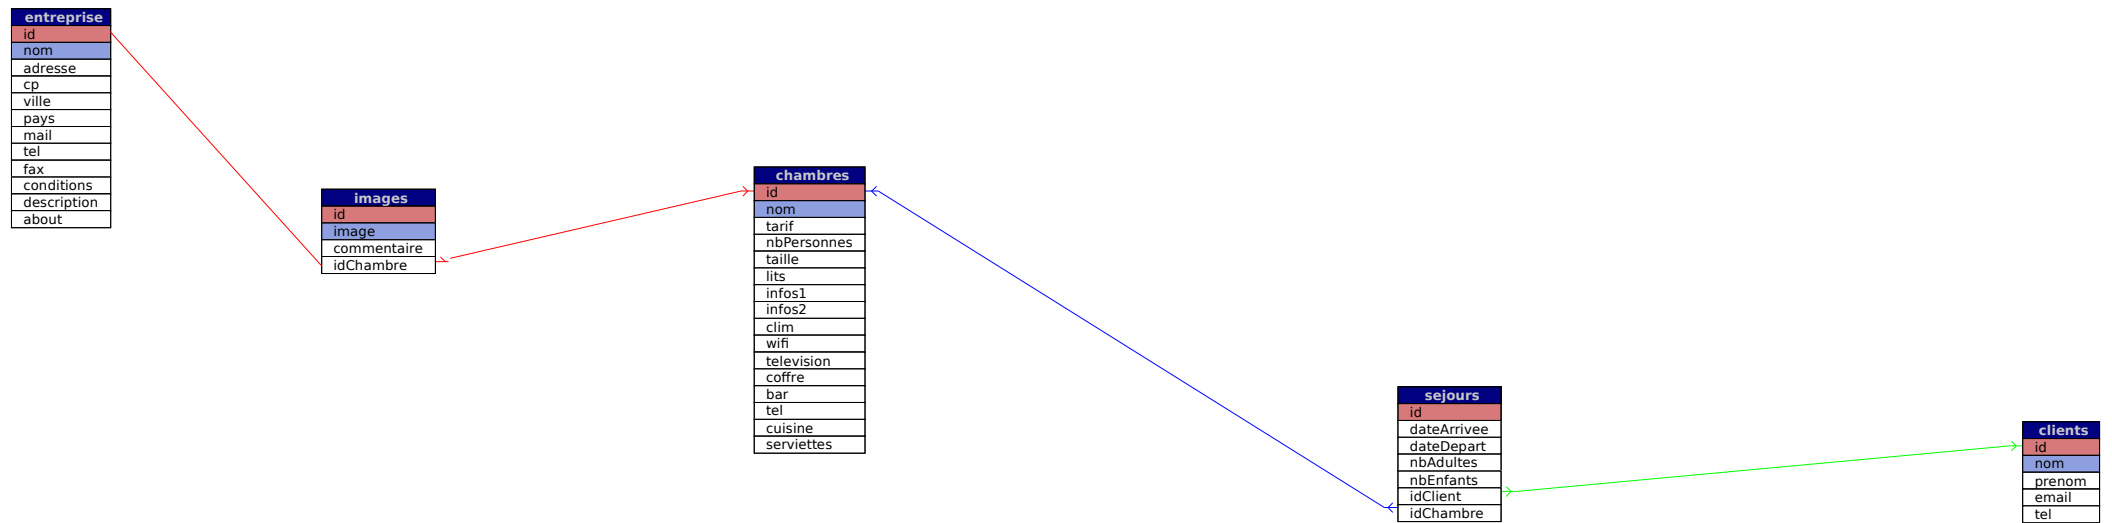 entreprise
id
nom
adresse
cp
ville
pays
mail
tel
fax
conditions
description
about
images
id
image
commentaire
idChambre
chambres
id
nom
tarif
nbPersonnes
taille
lits
infos1
infos2
clim
wifi
television
coffre
bar
tel
cuisine
serviettes
sejours
id
dateArrivee
dateDepart
nbAdultes
nbEnfants
idClient
idChambre
clients
id
nom
prenom
email
tel